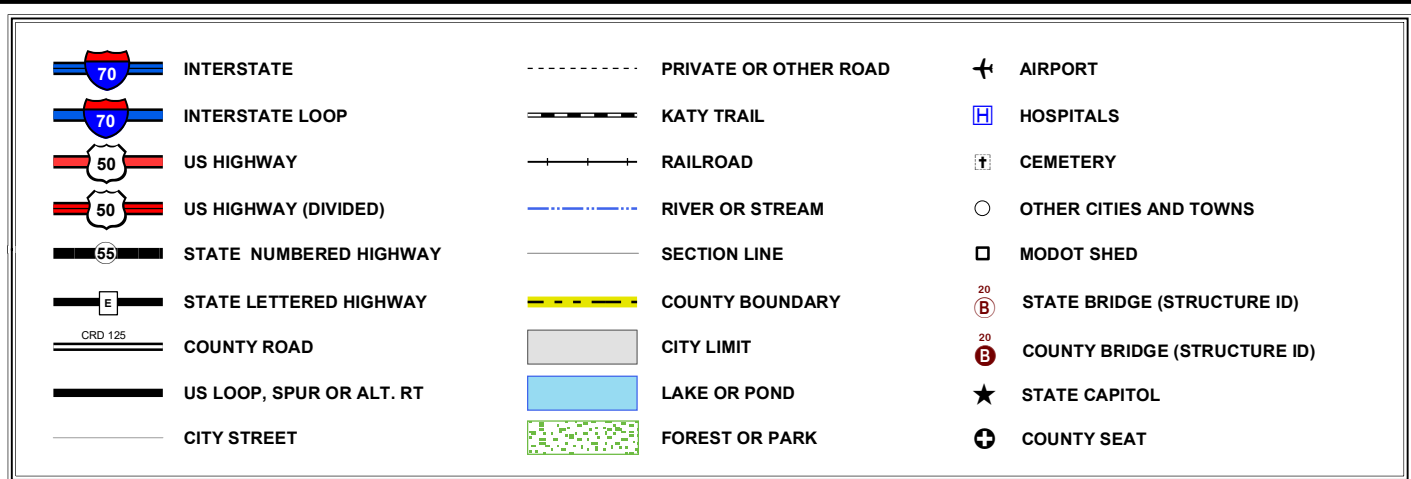 70 INTERSTATE
70 INTERSTATE LOOP
50 US HIGHWAY
50 US HIGHWAY (DIVIDED)
55 STATE NUMBERED HIGHWAY
E STATE LETTERED HIGHWAY
CRD 125
COUNTY ROAD
US LOOP, SPUR OR ALT. RT
CITY STREET
PRIVATE OR OTHER ROAD
KATY TRAIL
RAILROAD
RIVER OR STREAM
SECTION LINE
COUNTY BOUNDARY
CITY LIMIT
LAKE OR POND
FOREST OR PARK
AIRPORT
H HOSPITALS
CEMETERY
OTHER CITIES AND TOWNS
MODOT SHED
20
B STATE BRIDGE (STRUCTURE ID)
20
B COUNTY BRIDGE (STRUCTURE ID)
STATE CAPITOL
COUNTY SEAT